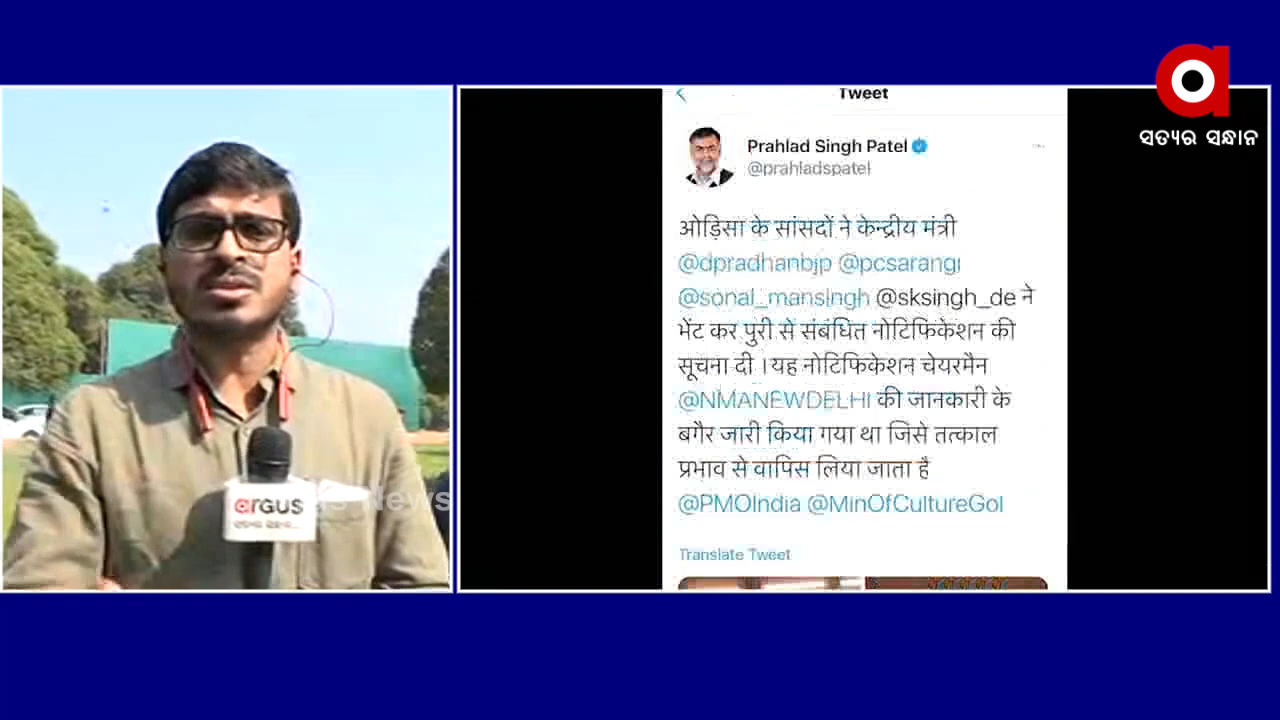 ସତ୍ୟର ସନ୍ଧାନ
Tweet
Prahlad Singh Patel
@prahladspatel
ओड़िसा के सांसदों ने केन्द्रीय मंत्री
@dpradhanbjp @pcsarangi
@sonal_mansingh @sksingh_de ने
भेंट कर पुरी से संबंधित नोटिफिकेशन की
सूचना दी ।यह नोटिफिकेशन चेयरमैन
@NMANEWDELHI की जानकारी के
बगैर जारी किया गया था जिसे तत्काल
प्रभाव से वापिस लिया जाता है
@PMOIndia @MinOfCultureGoI
Translate Tweet
arGUS
News